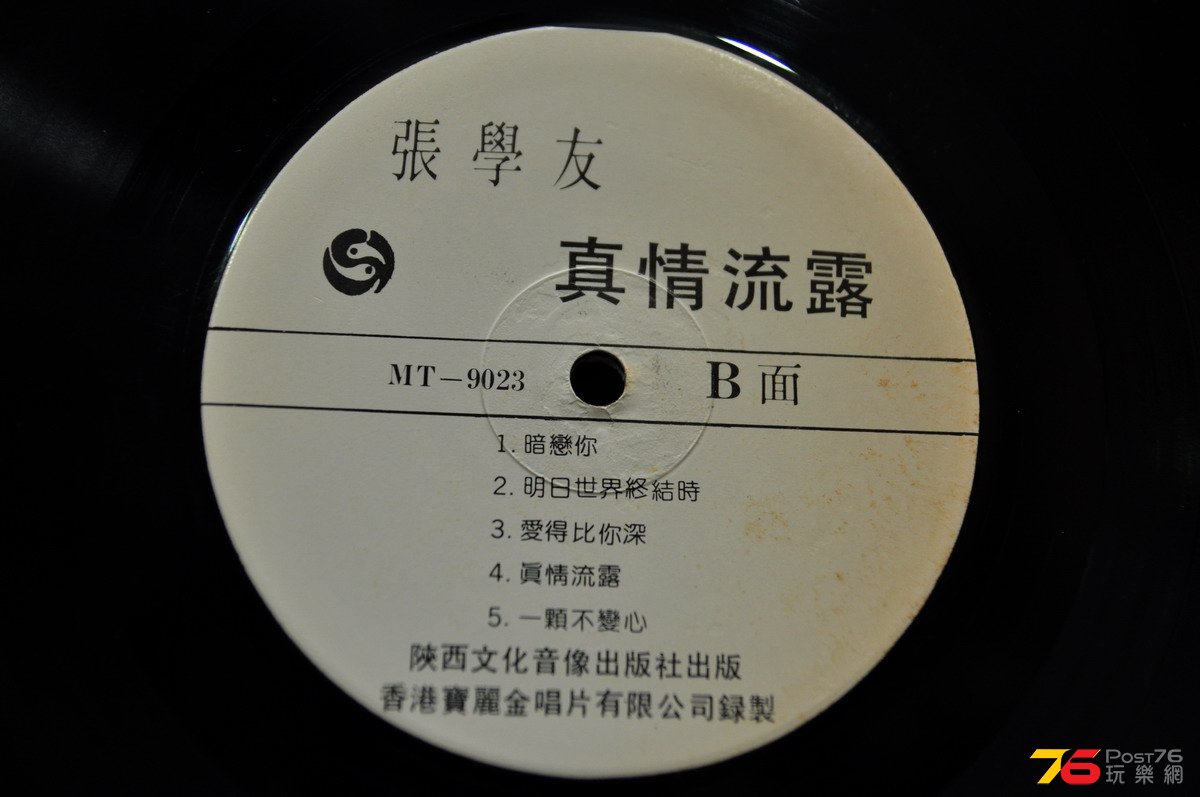 張學友
真情流露
MT－9023 B面
1. 暗戀你
2. 明日世界終結時
3. 愛得比你深
4. 眞情流露
5. 一顆不變心
陝西文化音像出版社出版
香港寶麗金唱片有限公司録製
76 POST76
玩樂網